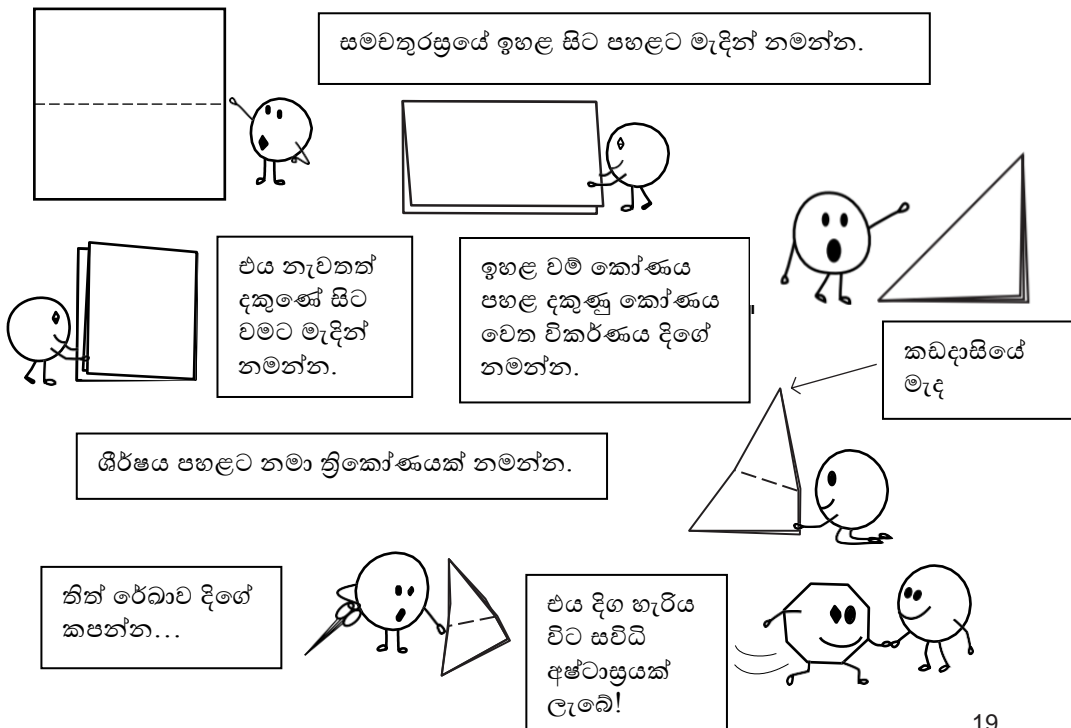 සමචතුරස්‍රයේ ඉහළ සිට පහළට මැදින් නමන්න.
එය නැවතත්
දකුණේ සිට
වමට මැදින්
නමන්න.
ඉහළ වම් කෝණය
පහළ දකුණු කෝණය
වෙත විකර්ණය දිගේ
නමන්න.
කඩදාසියේ
මැද
ශීර්ෂය පහළට නමා ත්‍රිකෝණයක් නමන්න.
තිත් රේඛාව දිගේ
කපන්න…
එය දිග හැරිය
විට සවිධි
අෂ්ටාස්‍රයක්
ලැබේ!
19